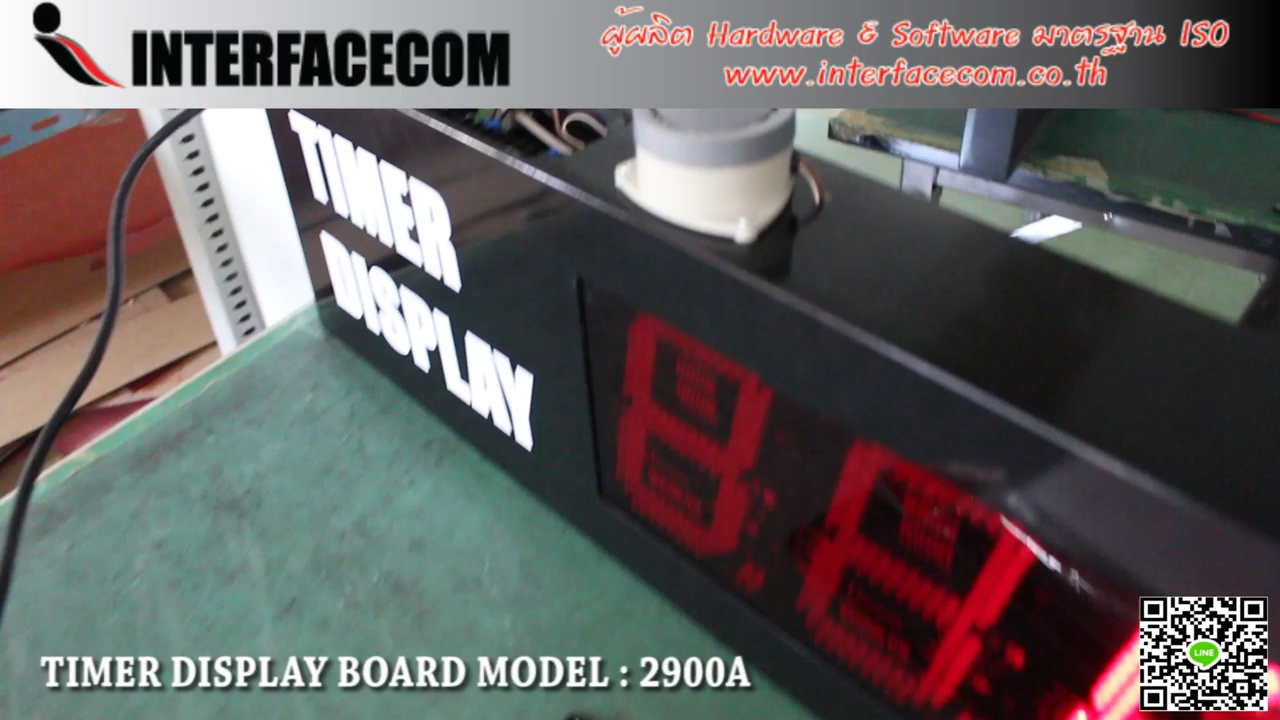 INTERFACECOM
ผู้ผลิต Hardware & Software มาตรฐาน ISO
www.interfacecom.co.th
TIMER
DISPLAY
TIMER DISPLAY BOARD MODEL : 2900A
LINE